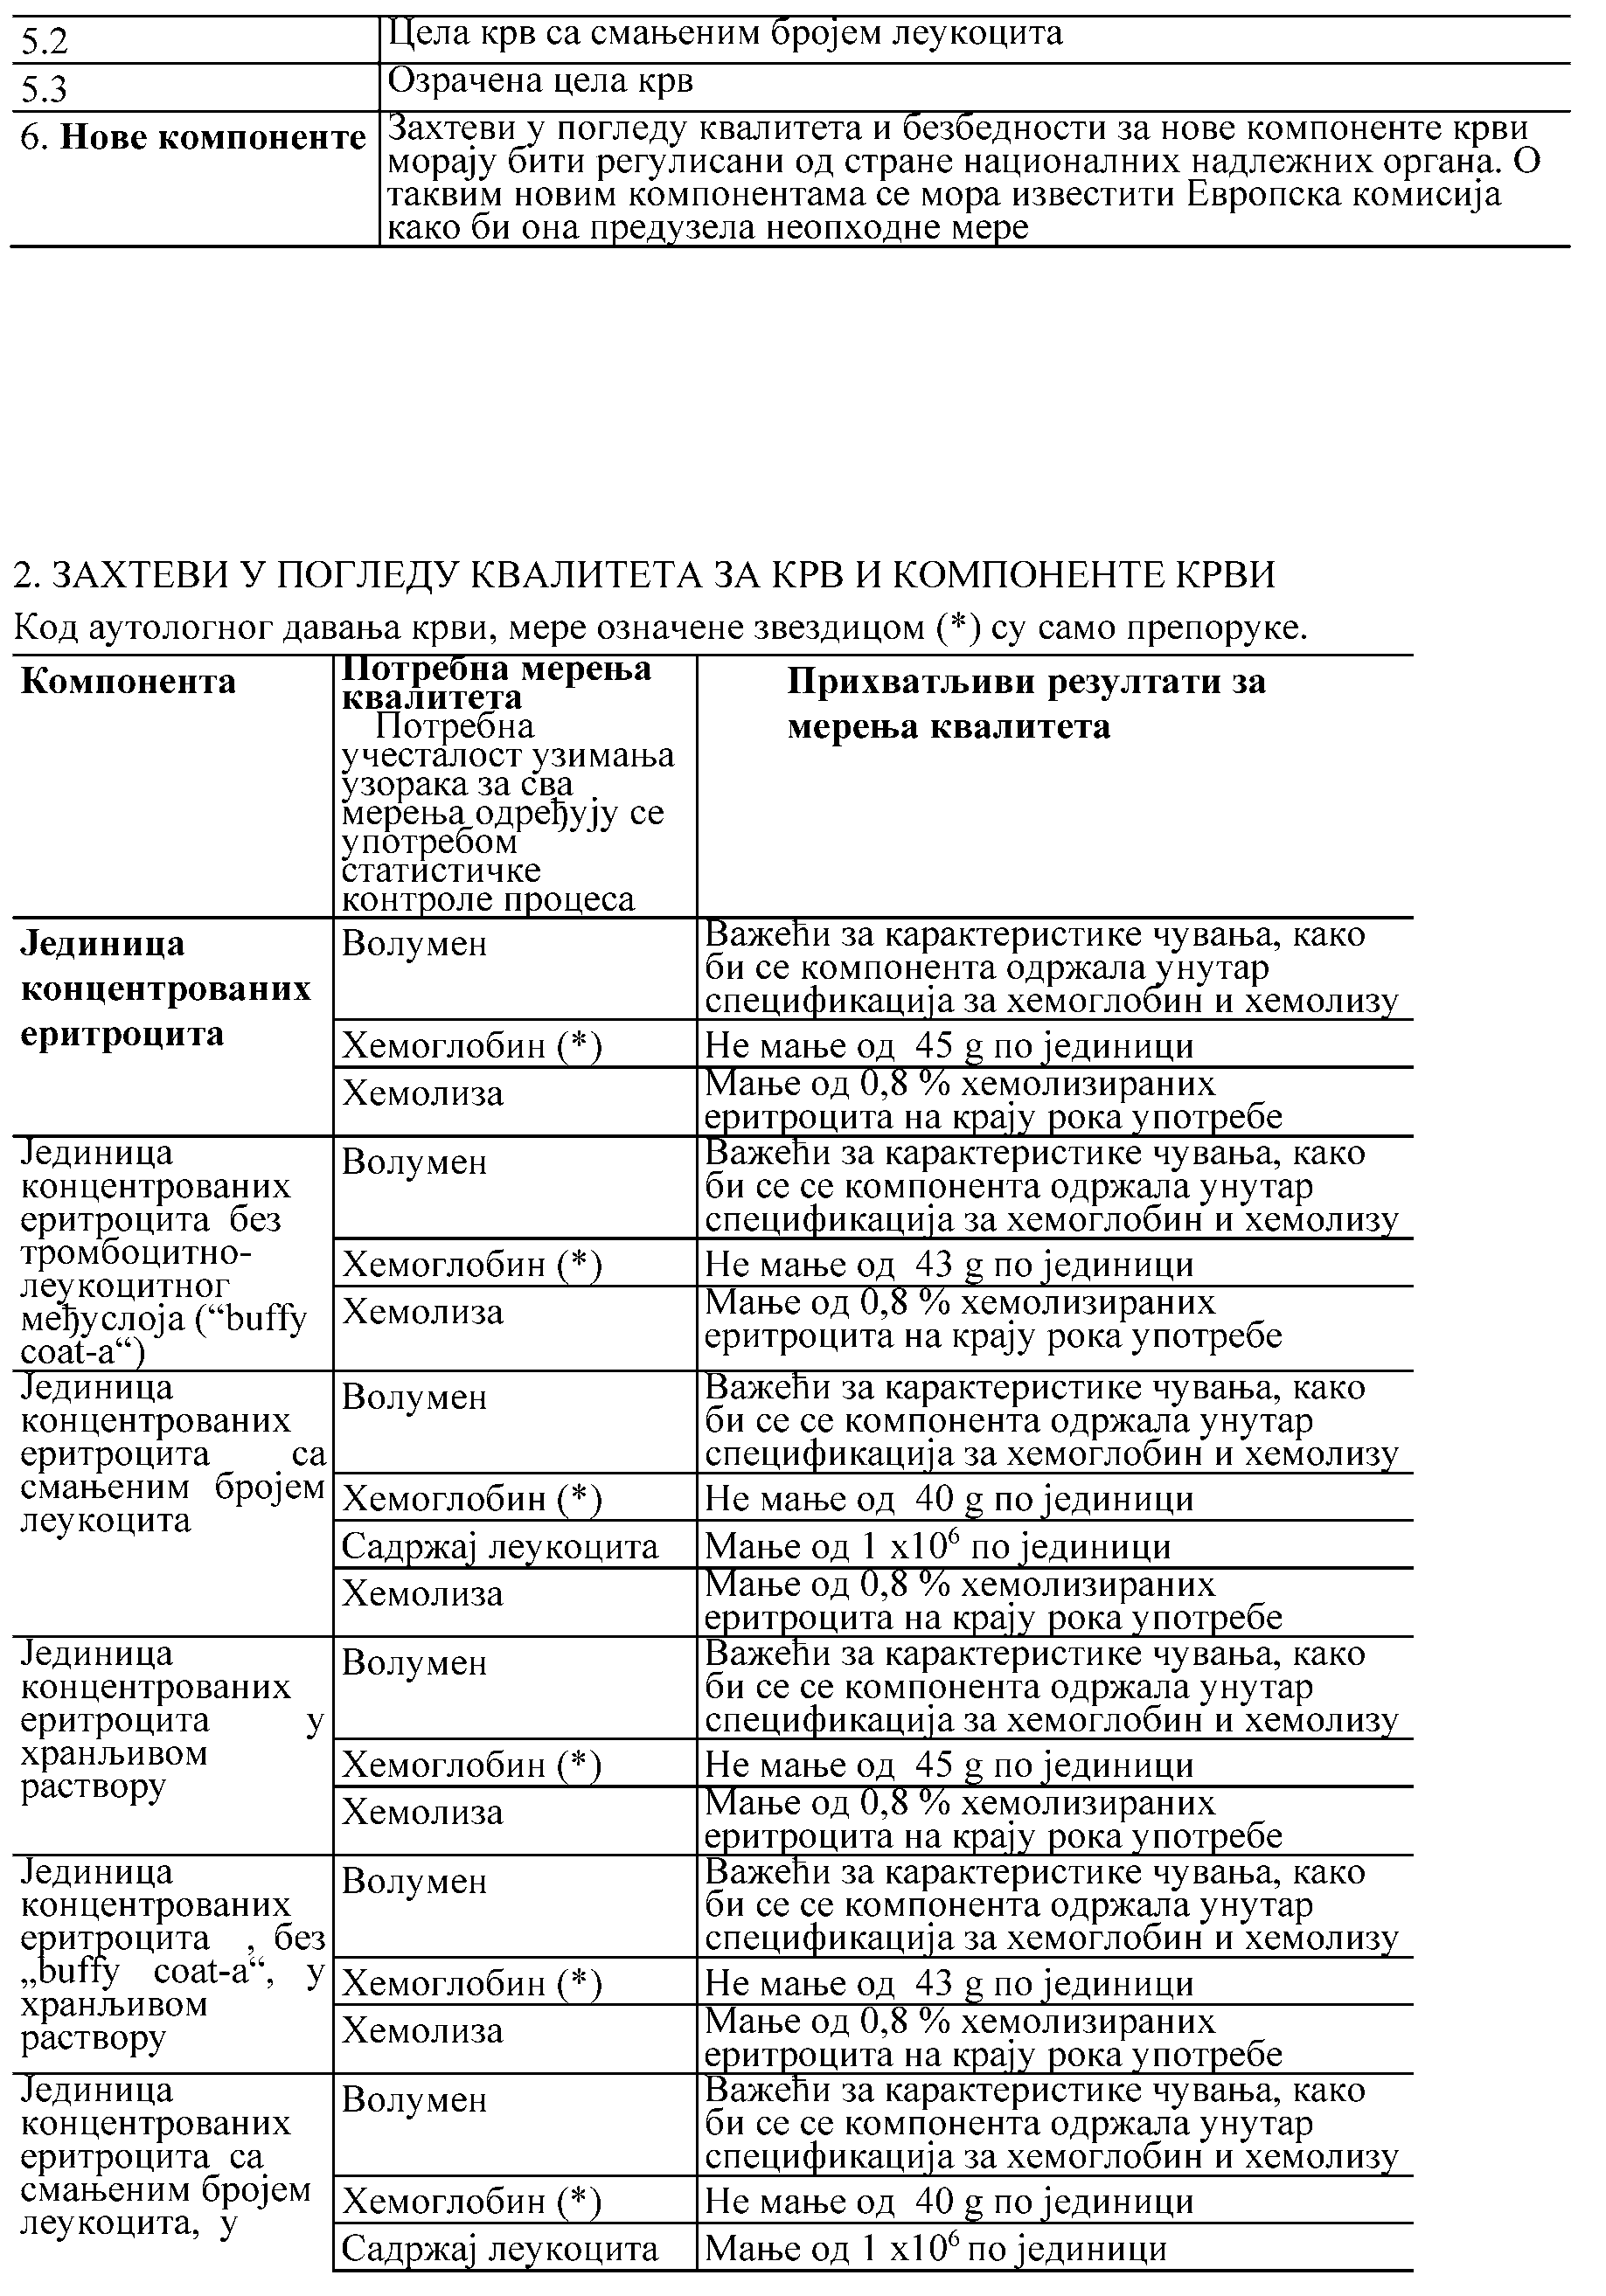 5.2
Цела крв са смањеним бројем леукоцита
5.3
Озрачена цела крв
6. Нове компоненте
Захтеви у погледу квалитета и безбедности за нове компоненте крви
морају бити регулисани од стране националних надлежних органа. О
таквим новим компонентама се мора известити Европска комисија
како би она предузела неопходне мере
2. ЗАХТЕВИ У ПОГЛЕДУ КВАЛИТЕТА ЗА КРВ И КОМПОНЕНТЕ КРВИ
Код аутологног давања крви, мере означене звездицом (*) су само препоруке.
Компонента
Потребна мерења
квалитета
Потребна
учесталост узимања
узорака за сва
мерења одређују се
употребом
статистичке
контроле процеса
Прихватљиви резултати за
мерења квалитета
Јединица
концентрованих
еритроцита
Волумен
Важећи за карактеристике чувања, како
би се компонента одржала унутар
спецификација за хемоглобин и хемолизу
Хемоглобин (*)
Не мање од  45 g по јединици
Хемолиза
Мање од 0,8 % хемолизираних
еритроцита на крају рока употребе
Јединица
концентрованих
еритроцита  без
тромбоцитно-
леукоцитног
међуслоја (“buffy
coat-a“)
Волумен
Важећи за карактеристике чувања, како
би се се компонента одржала унутар
спецификација за хемоглобин и хемолизу
Хемоглобин (*)
Не мање од  43 g по јединици
Хемолиза
Мање од 0,8 % хемолизираних
еритроцита на крају рока употребе
Јединица
концентрованих
еритроцита са
смањеним бројем
леукоцита
Волумен
Важећи за карактеристике чувања, како
би се се компонента одржала унутар
спецификација за хемоглобин и хемолизу
Хемоглобин (*)
Не мање од  40 g по јединици
Садржај леукоцита
Мање од 1 x10⁶ по јединици
Хемолиза
Мање од 0,8 % хемолизираних
еритроцита на крају рока употребе
Јединица
концентрованих
еритроцита у
хранљивом
раствору
Волумен
Важећи за карактеристике чувања, како
би се се компонента одржала унутар
спецификација за хемоглобин и хемолизу
Хемоглобин (*)
Не мање од  45 g по јединици
Хемолиза
Мање од 0,8 % хемолизираних
еритроцита на крају рока употребе
Јединица
концентрованих
еритроцита , без
„buffy coat-a“, у
хранљивом
раствору
Волумен
Важећи за карактеристике чувања, како
би се се компонента одржала унутар
спецификација за хемоглобин и хемолизу
Хемоглобин (*)
Не мање од  43 g по јединици
Хемолиза
Мање од 0,8 % хемолизираних
еритроцита на крају рока употребе
Јединица
концентрованих
еритроцита  са
смањеним бројем
леукоцита,  у
Волумен
Важећи за карактеристике чувања, како
би се се компонента одржала унутар
спецификација за хемоглобин и хемолизу
Хемоглобин (*)
Не мање од  40 g по јединици
Садржај леукоцита
Мање од 1 x10⁶ по јединици